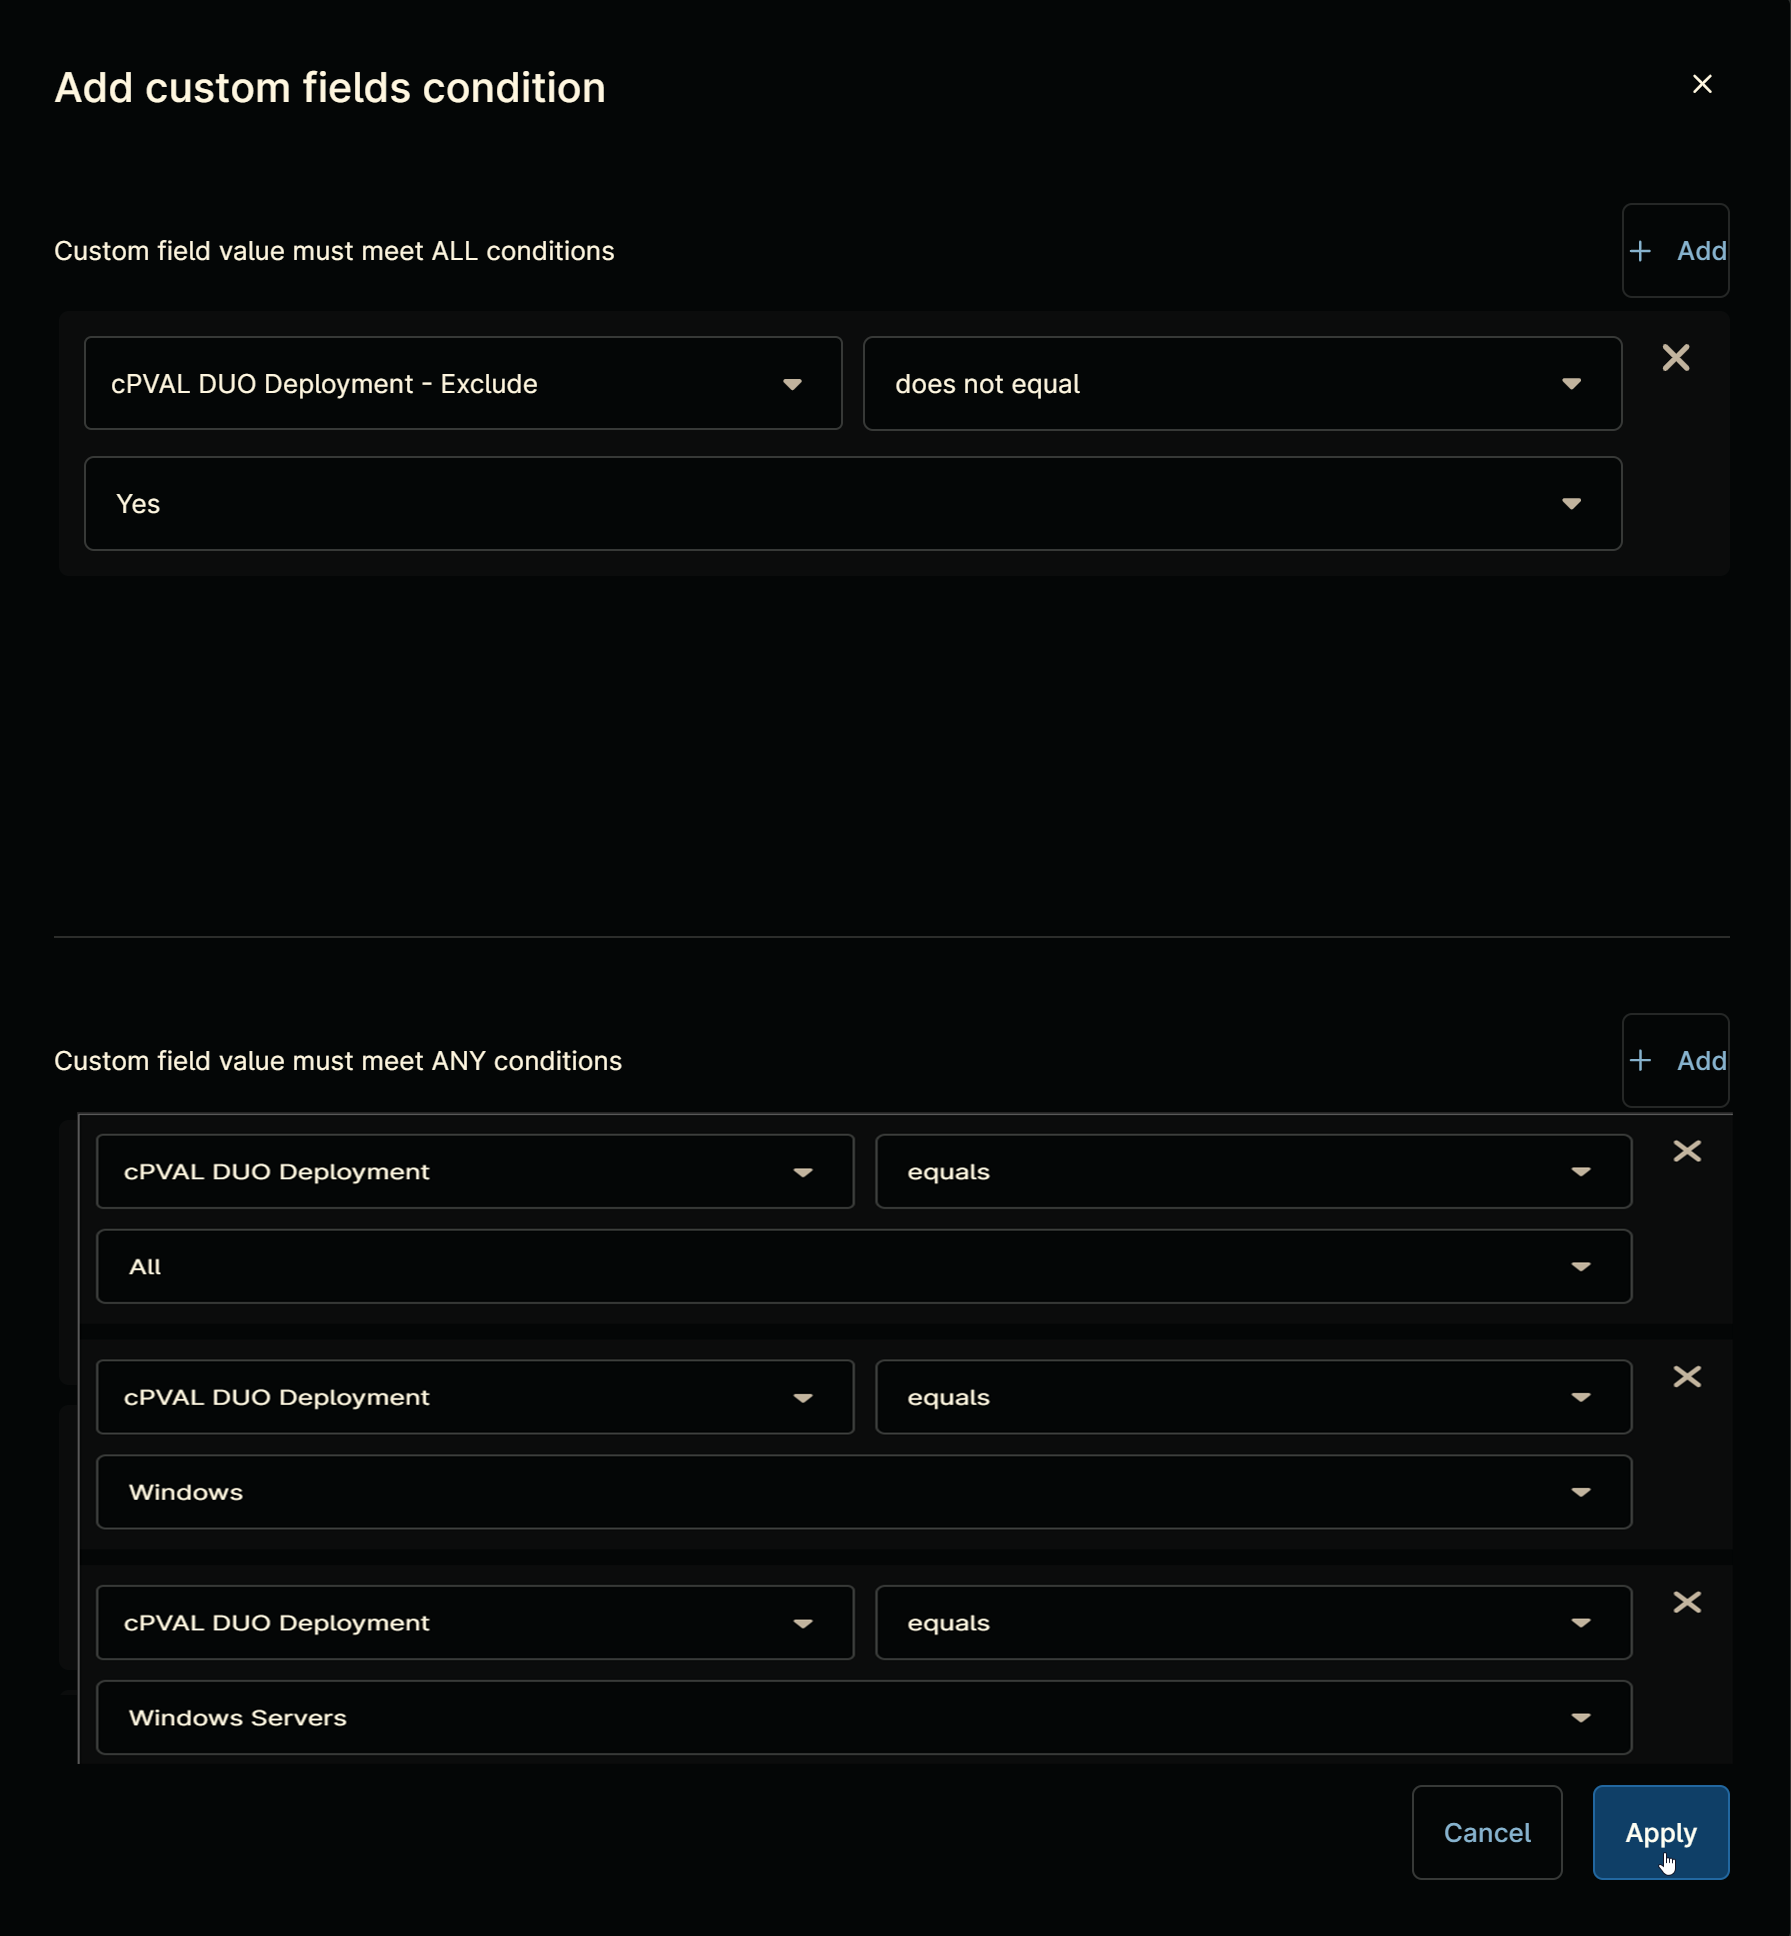 Add custom fields condition
Custom field value must meet ALL conditions
+ Add
cPVAL DUO Deployment - Exclude
does not equal
Yes
Custom field value must meet ANY conditions
+ Add
cPVAL DUO Deployment
equals
All
cPVAL DUO Deployment
equals
Windows
cPVAL DUO Deployment
equals
Windows Servers
Cancel
Apply